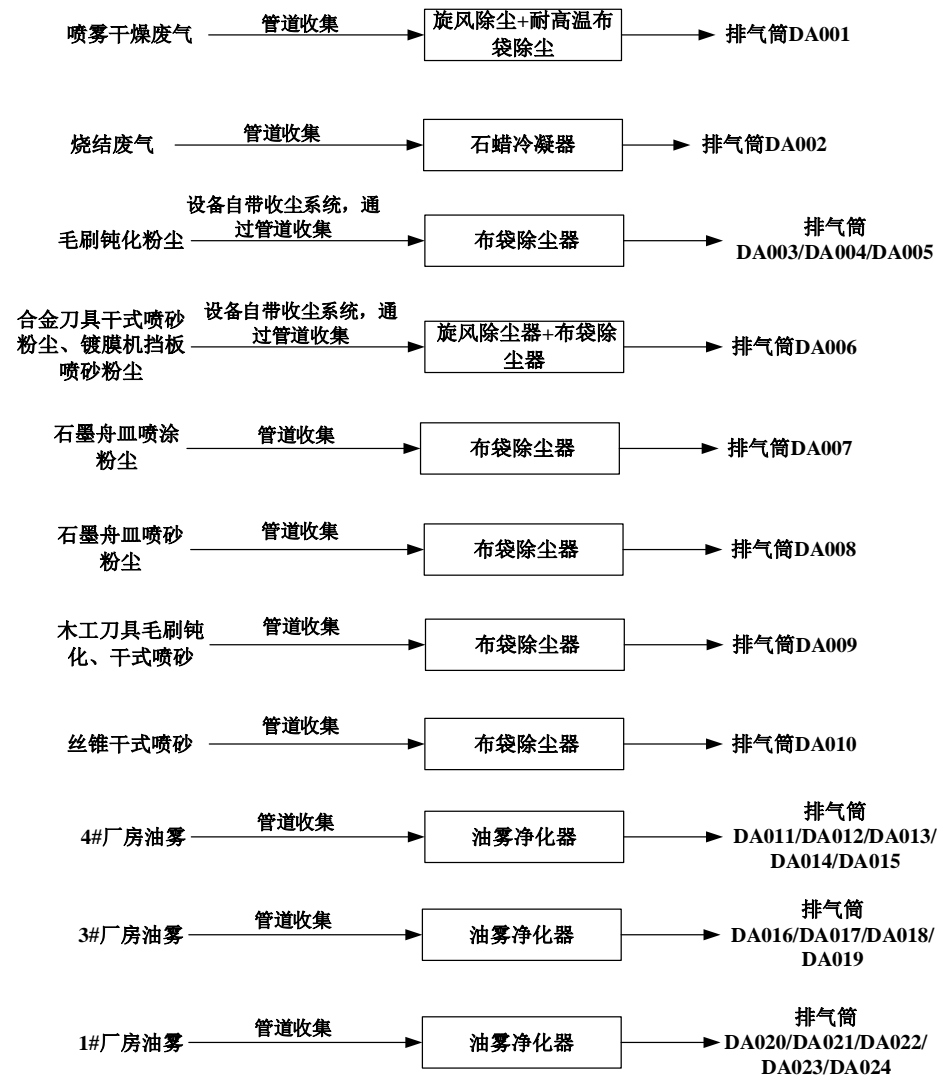 喷雾干燥废气
管道收集
旋风除尘+耐高温布
袋除尘
排气筒DA001
烧结废气
管道收集
石蜡冷凝器
排气筒DA002
毛刷钝化粉尘
设备自带收尘系统，通
过管道收集
布袋除尘器
排气筒
DA003/DA004/DA005
合金刀具干式喷砂
粉尘、镀膜机挡板
喷砂粉尘
设备自带收尘系统，通
过管道收集
旋风除尘器+布袋除
尘器
排气筒DA006
石墨舟皿喷涂
粉尘
管道收集
布袋除尘器
排气筒DA007
石墨舟皿喷砂
粉尘
管道收集
布袋除尘器
排气筒DA008
木工刀具毛刷钝
化、干式喷砂
管道收集
布袋除尘器
排气筒DA009
丝锥干式喷砂
管道收集
布袋除尘器
排气筒DA010
4#厂房油雾
管道收集
油雾净化器
排气筒
DA011/DA012/DA013/
DA014/DA015
3#厂房油雾
管道收集
油雾净化器
排气筒
DA016/DA017/DA018/
DA019
1#厂房油雾
管道收集
油雾净化器
排气筒
DA020/DA021/DA022/
DA023/DA024